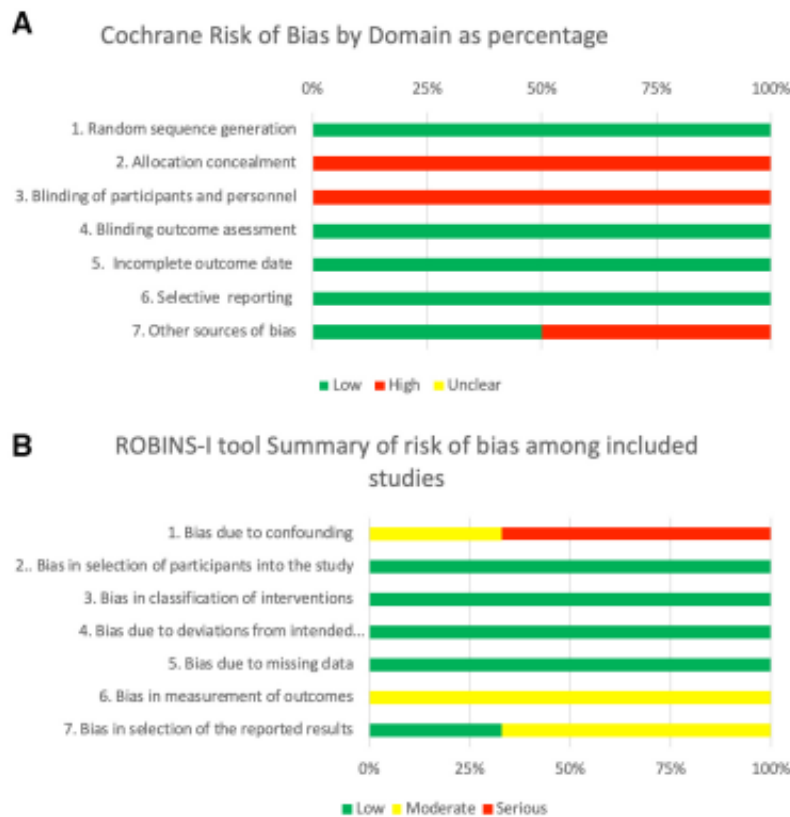 A
Cochrane Risk of Bias by Domain as percentage
0% 25% 50% 75% 100%
1. Random sequence generation
2. Allocation concealment
3. Blinding of participants and personnel
4. Blinding outcome asessment
5. Incomplete outcome date
6. Selective reporting
7. Other sources of bias
Low High Unclear
B
ROBINS-I tool Summary of risk of bias among included
studies
1. Bias due to confounding
2.. Bias in selection of participants into the study
3. Bias in classification of interventions
4. Bias due to deviations from intended...
5. Bias due to missing data
6. Bias in measurement of outcomes
7. Bias in selection of the reported results
0% 25% 50% 75% 100%
Low Moderate Serious